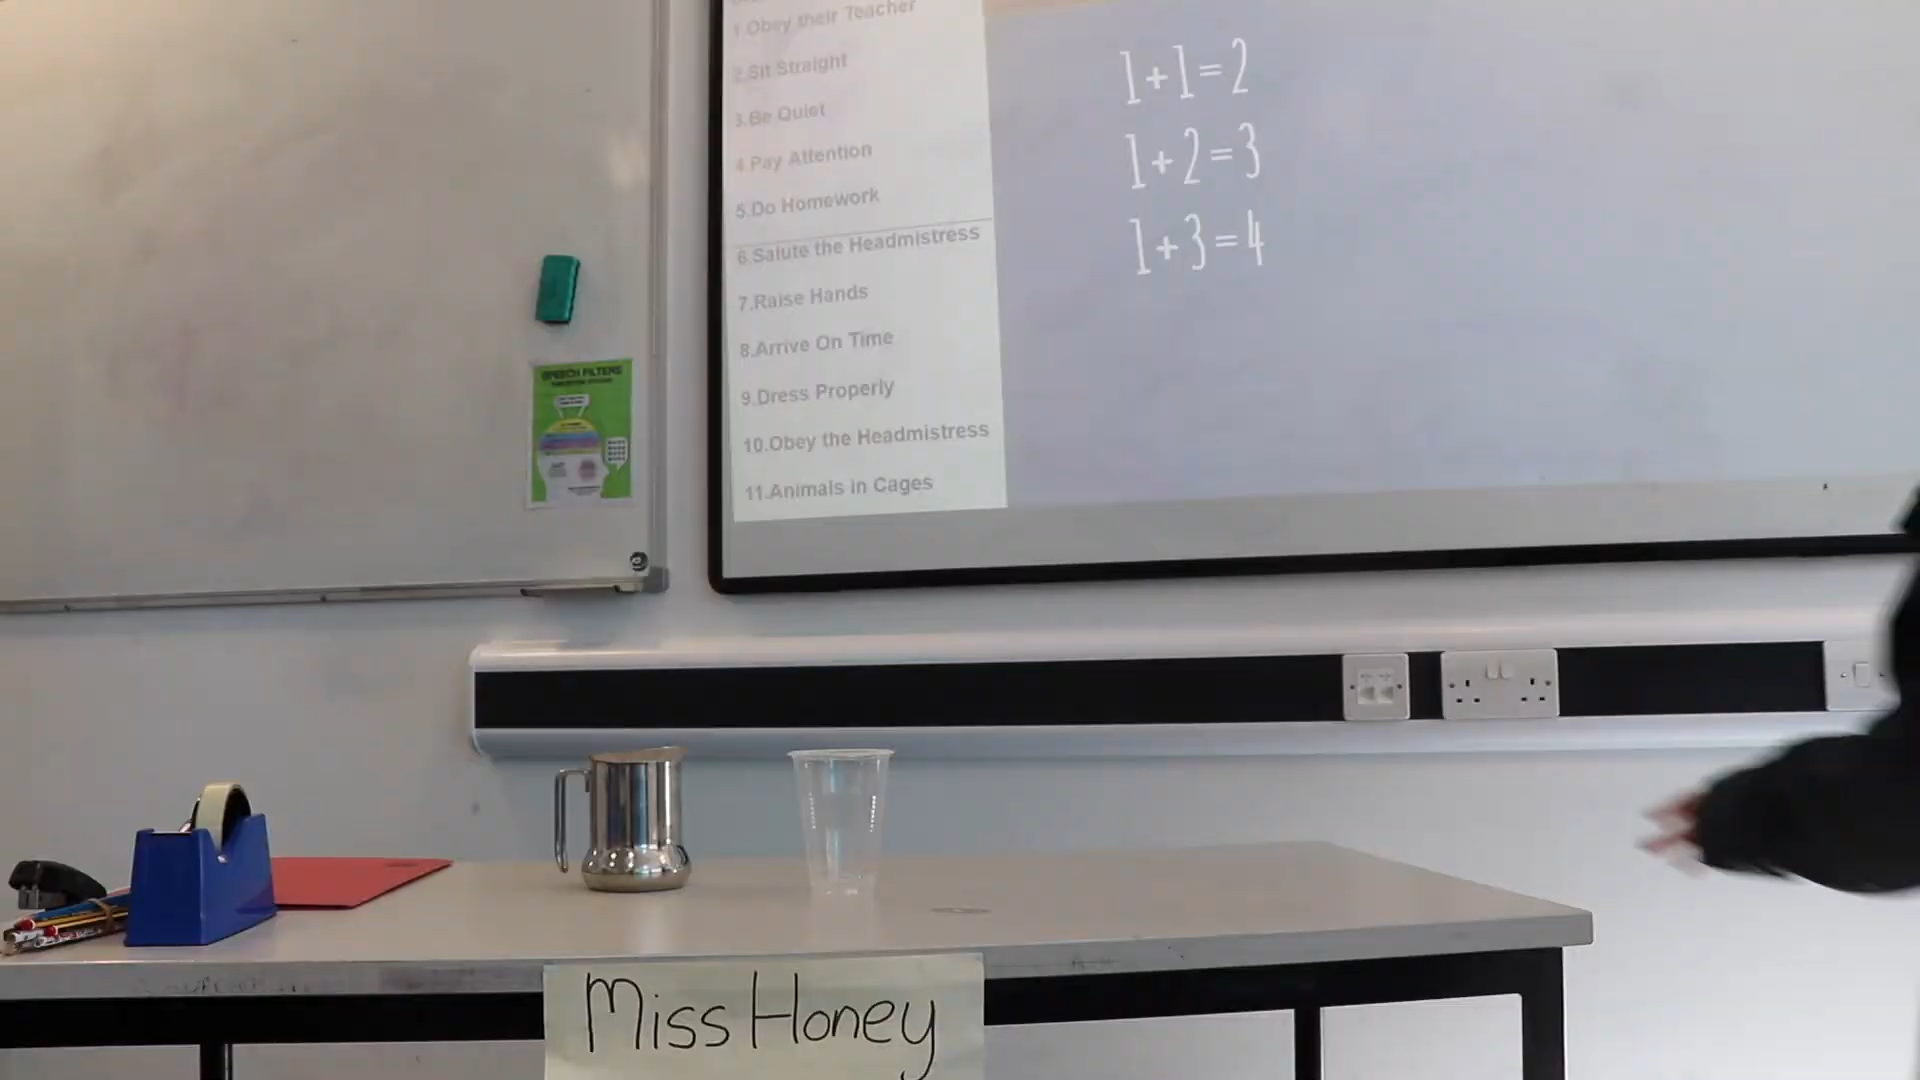 1.Obey their Teacher
2.Sit Straight
3.Be Quiet
4 Pay Attention
5.Do Homework
6.Salute the Headmistress
7.Raise Hands
8.Arrive On Time
9.Dress Properly
10.Obey the Headmistress
11.Animals in Cages
1+1=2
1+2=3
1+3=4
SPEECH FILTERS
Miss Honey